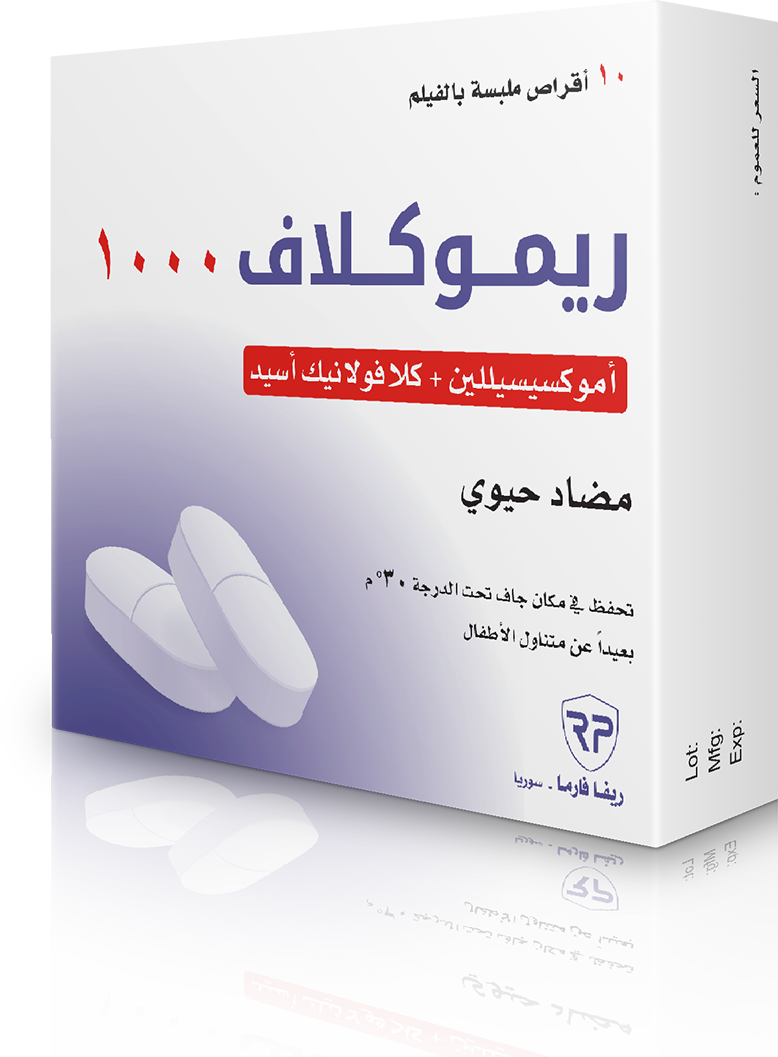 ١٠ أقراص ملبسة بالفيلم
ريموكلاف ١٠٠٠
أموكسيسيللين + كلافولانيك أسيد
مضاد حيوي
تحفظ في مكان جاف تحت الدرجة ٣٠° م
بعيداً عن متناول الأطفال
RP
ريفا فارما - سوريا
السعر للعموم :
Lot:
Mfg:
Exp: